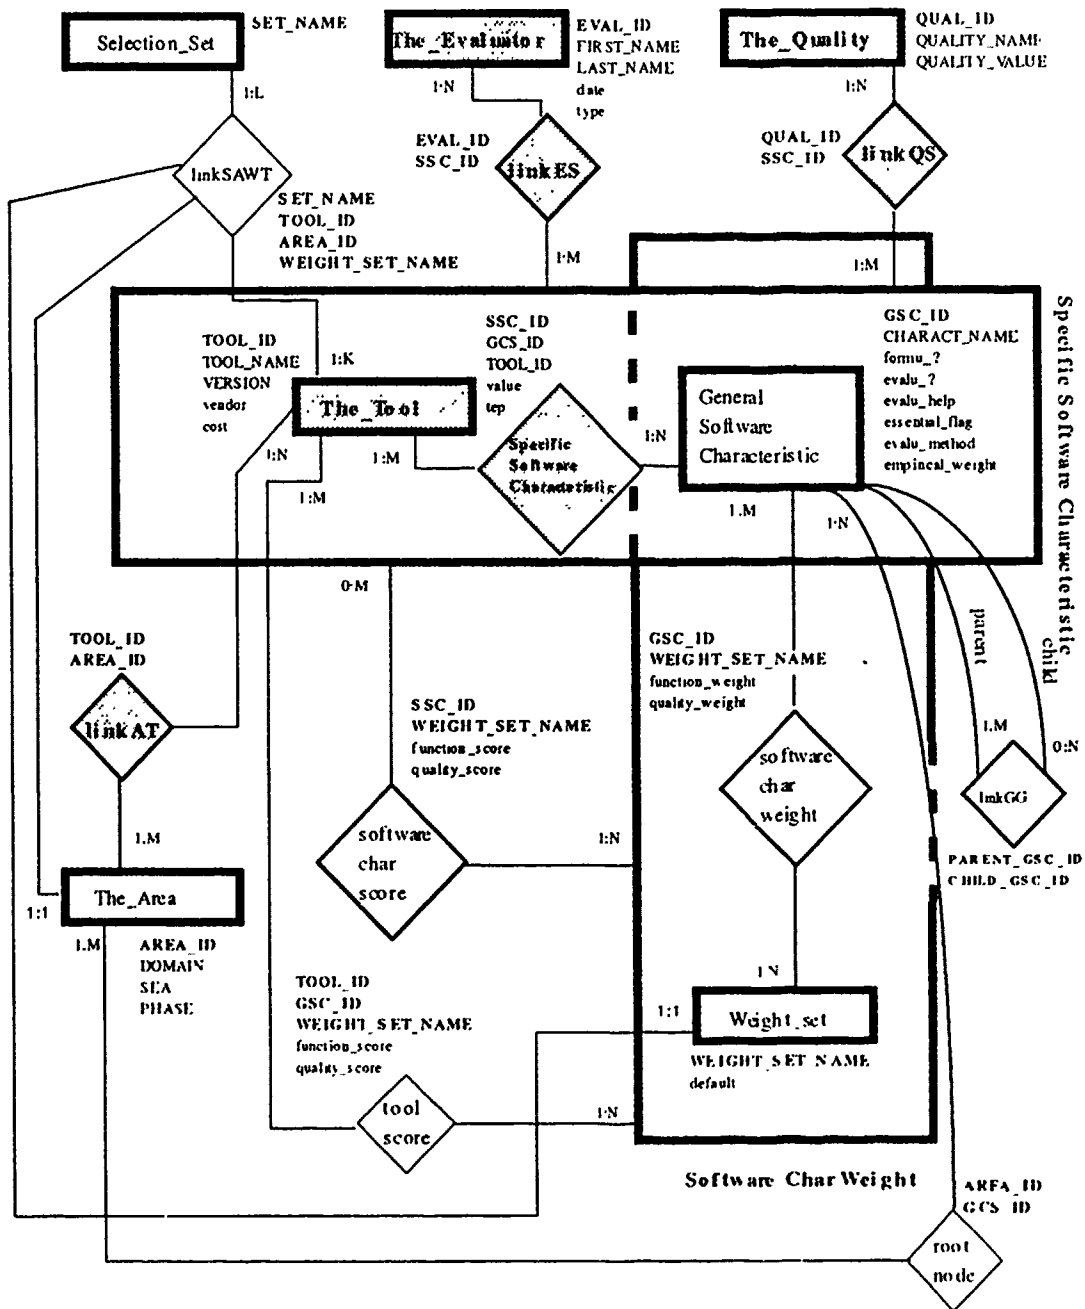 Selection_Set
SET_NAME
1:L
The_Evaluator
EVAL_ID
FIRST_NAME
LAST_NAME
date
type
1:N
The_Quality
QUAL_ID
QUALITY_NAME
QUALITY_VALUE
1:N
linkSAWT
SET_NAME
TOOL_ID
AREA_ID
WEIGHT_SET_NAME
EVAL_ID
SSC_ID
linkES
1:M
QUAL_ID
SSC_ID
linkQS
1:M
TOOL_ID
TOOL_NAME
VERSION
vendor
cost
1:K
The_Tool
1:N
1:M
1:M
SSC_ID
GCS_ID
TOOL_ID
value
tep
Specific
Software
Characteristic
1:N
General
Software
Characteristic
GSC_ID
CHARACT_NAME
formu_?
evalu_?
evalu_help
essential_flag
evalu_method
empirical_weight
1.M
1:N
Specific Software Characteristic
parent
child
0·M
TOOL_ID
AREA_ID
linkAT
1.M
GSC_ID
WEIGHT_SET_NAME
function_weight
quality_weight
software
char
weight
1.M
0:N
linkGG
PARENT_GSC_ID
CHILD_GSC_ID
SSC_ID
WEIGHT_SET_NAME
function_score
quality_score
software
char
score
1:N
The_Area
1:1
1.M
AREA_ID
DOMAIN
SEA
PHASE
TOOL_ID
GSC_ID
WEIGHT_SET_NAME
function_score
quality_score
tool
score
1:N
1:N
1:1
Weight_set
WEIGHT_SET_NAME
default
Software Char Weight
AREA_ID
GCS_ID
root
node